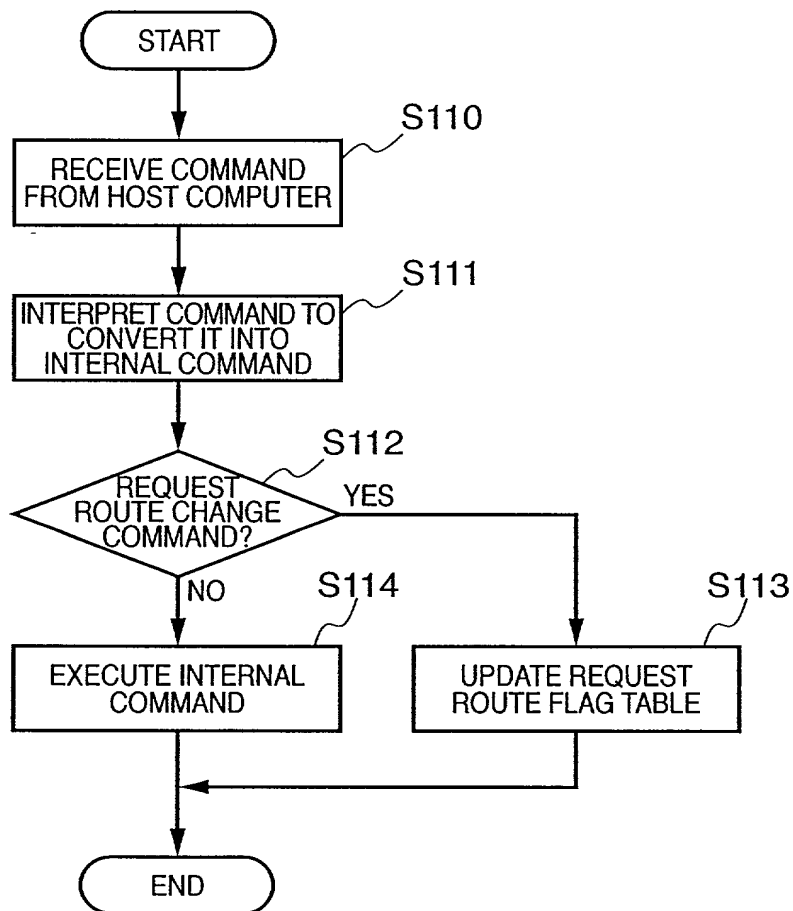 START
S110
RECEIVE COMMAND
FROM HOST COMPUTER
S111
INTERPRET COMMAND TO
CONVERT IT INTO
INTERNAL COMMAND
S112
REQUEST
ROUTE CHANGE
COMMAND?
YES
NO
S114
EXECUTE INTERNAL
COMMAND
S113
UPDATE REQUEST
ROUTE FLAG TABLE
END